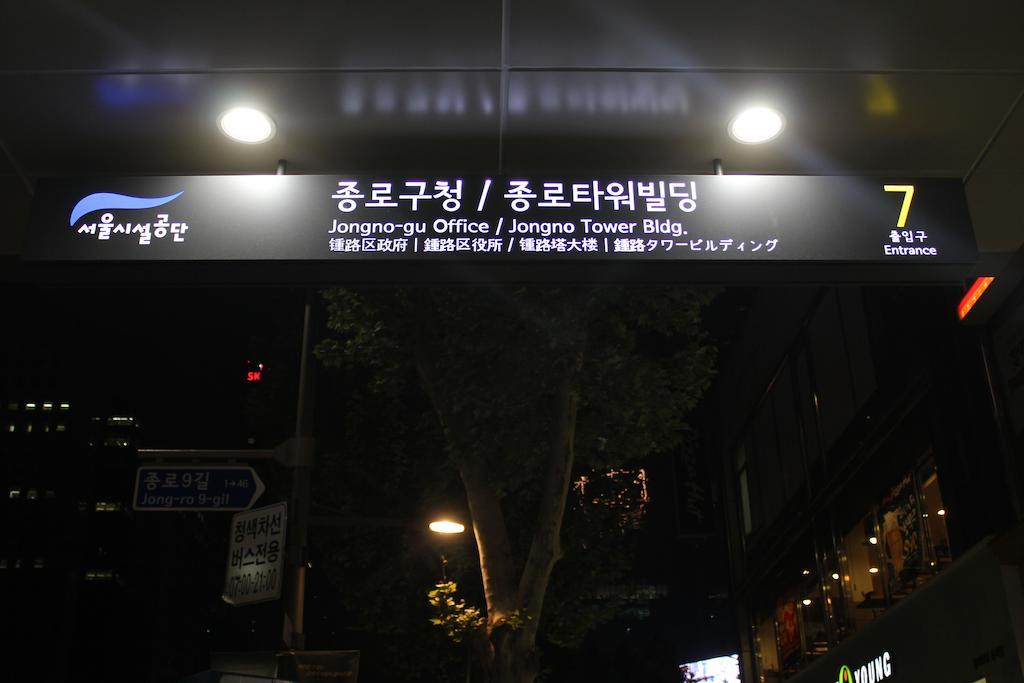 서울시설공단
종로구청 / 종로타워빌딩
Jongno-gu Office / Jongno Tower Bldg.
锺路区政府 | 鍾路区役所 / 锺路塔大楼 | 鍾路タワービルディング
7
출입구
Entrance
SK
종로9길 1→46
Jong-ro 9-gil
청색차선
버스전용
07:00-21:00
YOUNG